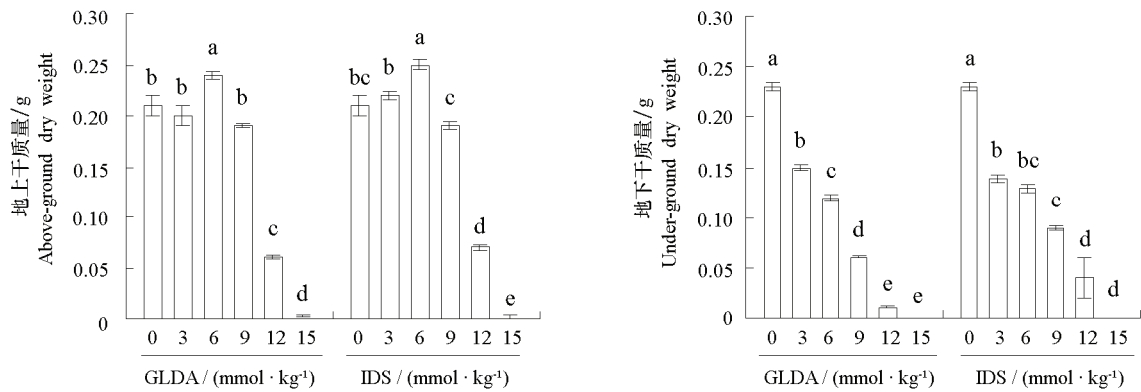 地上干质量/g
Above-ground dry weight
0.30
0.25
0.20
0.15
0.10
0.05
0
b b a b c d bc b a c d e
0 3 6 9 12 15 0 3 6 9 12 15
GLDA / (mmol · kg⁻¹) IDS / (mmol · kg⁻¹)
地下干质量/g
Under-ground dry weight
0.30
0.25
0.20
0.15
0.10
0.05
0
a b c d e e a b bc c d d
0 3 6 9 12 15 0 3 6 9 12 15
GLDA / (mmol · kg⁻¹) IDS / (mmol · kg⁻¹)